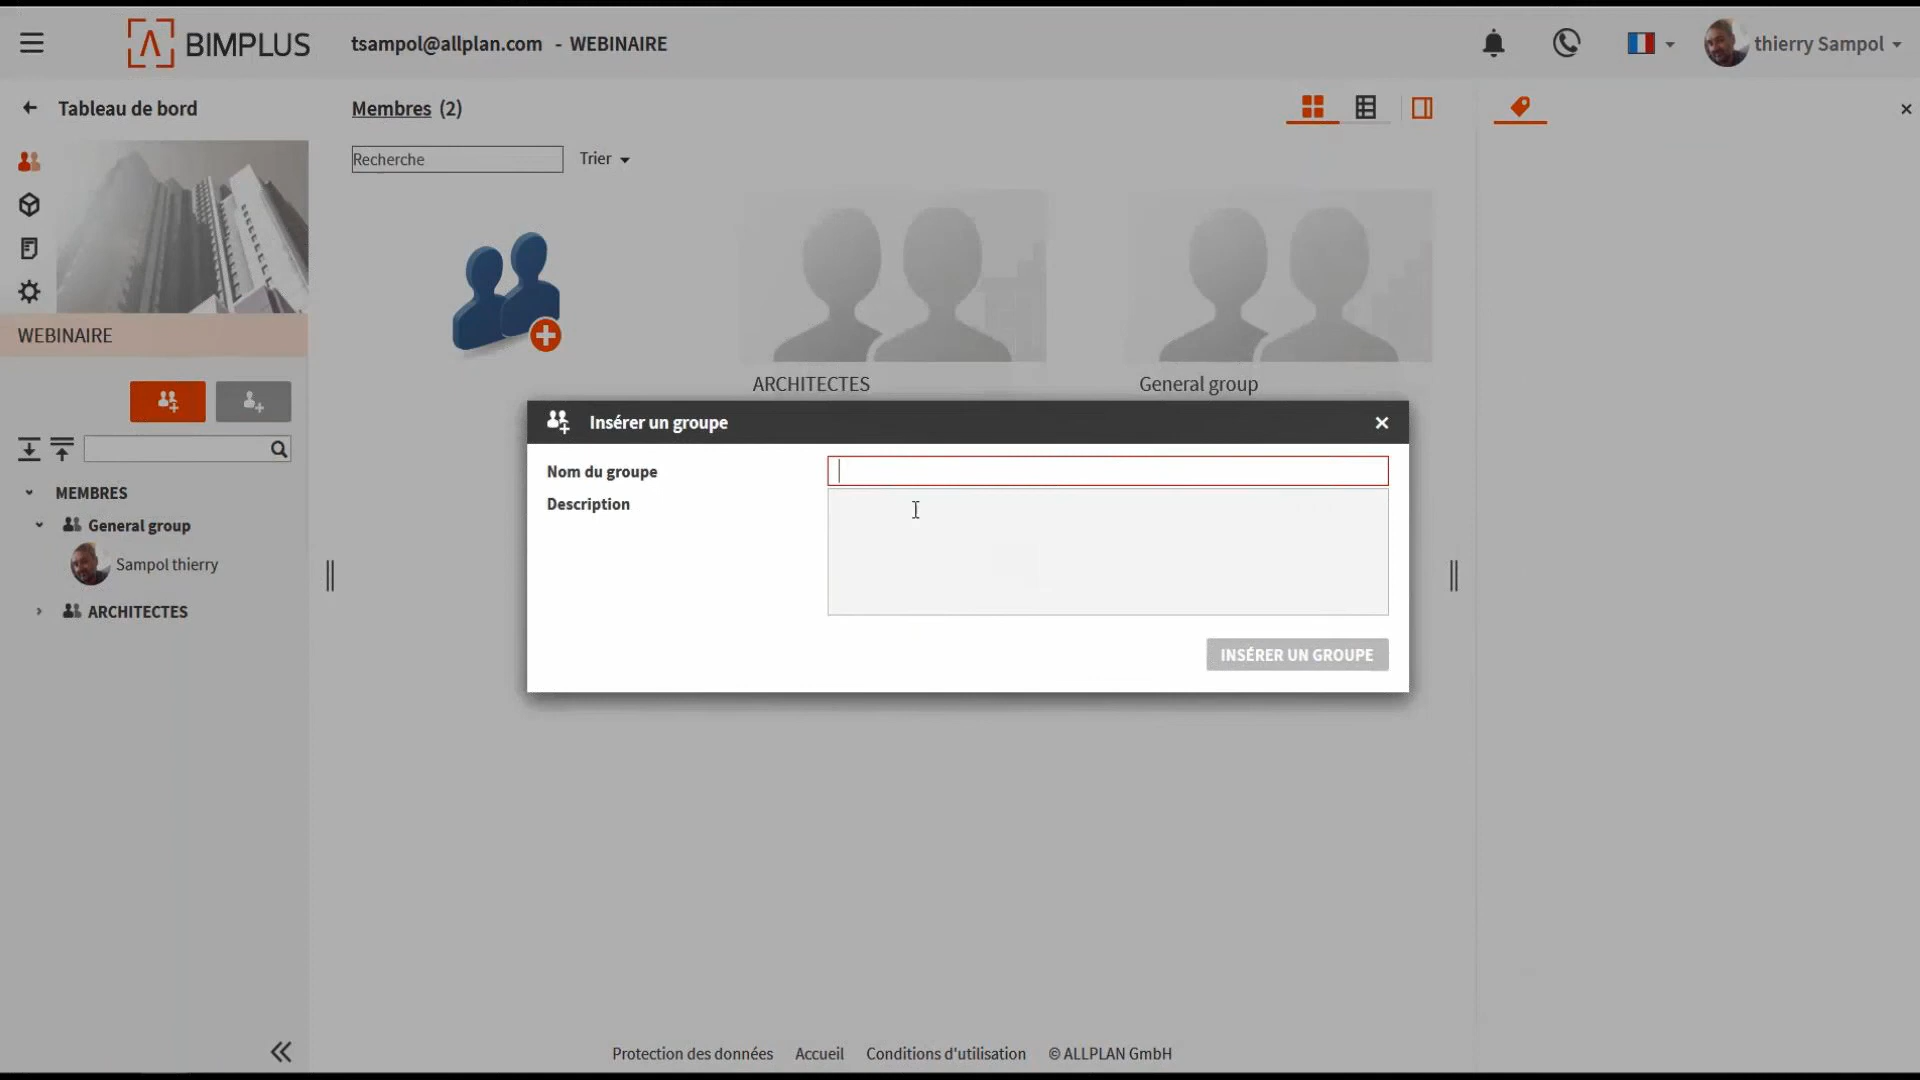 BIMPLUS
tsampol@allplan.com - WEBINAIRE
thierry Sampol
Tableau de bord
Membres (2)
Recherche
Trier
WEBINAIRE
ARCHITECTES
General group
Insérer un groupe
Nom du groupe
Description
INSÉRER UN GROUPE
MEMBRES
General group
Sampol thierry
ARCHITECTES
Protection des données Accueil Conditions d'utilisation © ALLPLAN GmbH